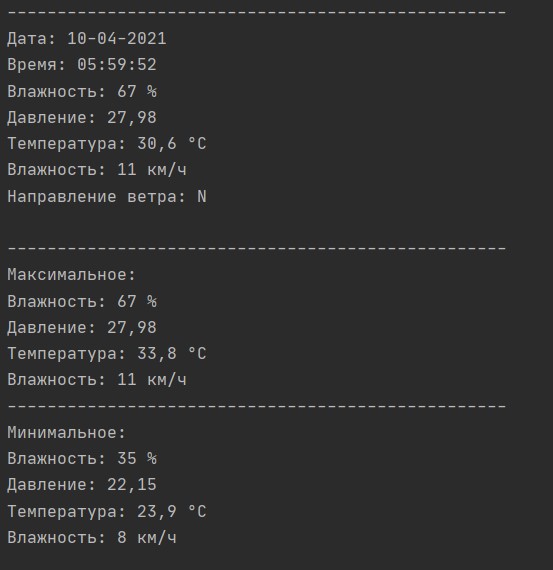 --------------------------------------------------
Дата: 10-04-2021
Время: 05:59:52
Влажность: 67 %
Давление: 27,98
Температура: 30,6 °C
Влажность: 11 км/ч
Направление ветра: N
--------------------------------------------------
Максимальное:
Влажность: 67 %
Давление: 27,98
Температура: 33,8 °C
Влажность: 11 км/ч
--------------------------------------------------
Минимальное:
Влажность: 35 %
Давление: 22,15
Температура: 23,9 °C
Влажность: 8 км/ч